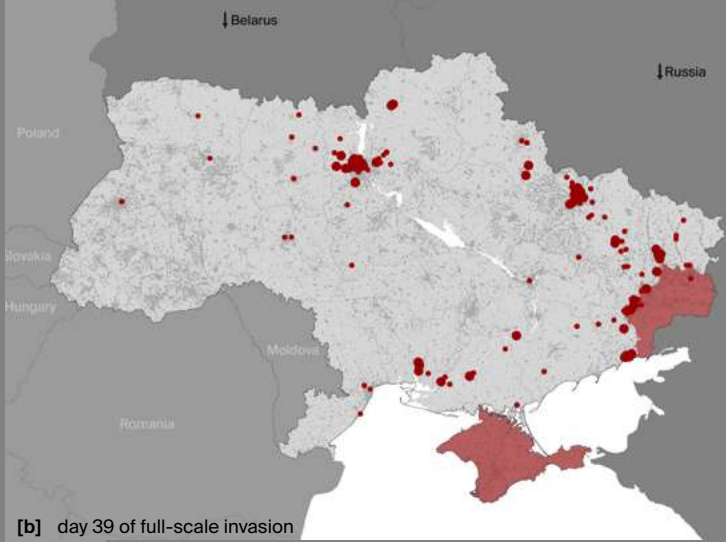 ↓ Belarus
↓ Russia
Poland
Slovakia
Hungary
Moldova
Romania
[b] day 39 of full-scale invasion